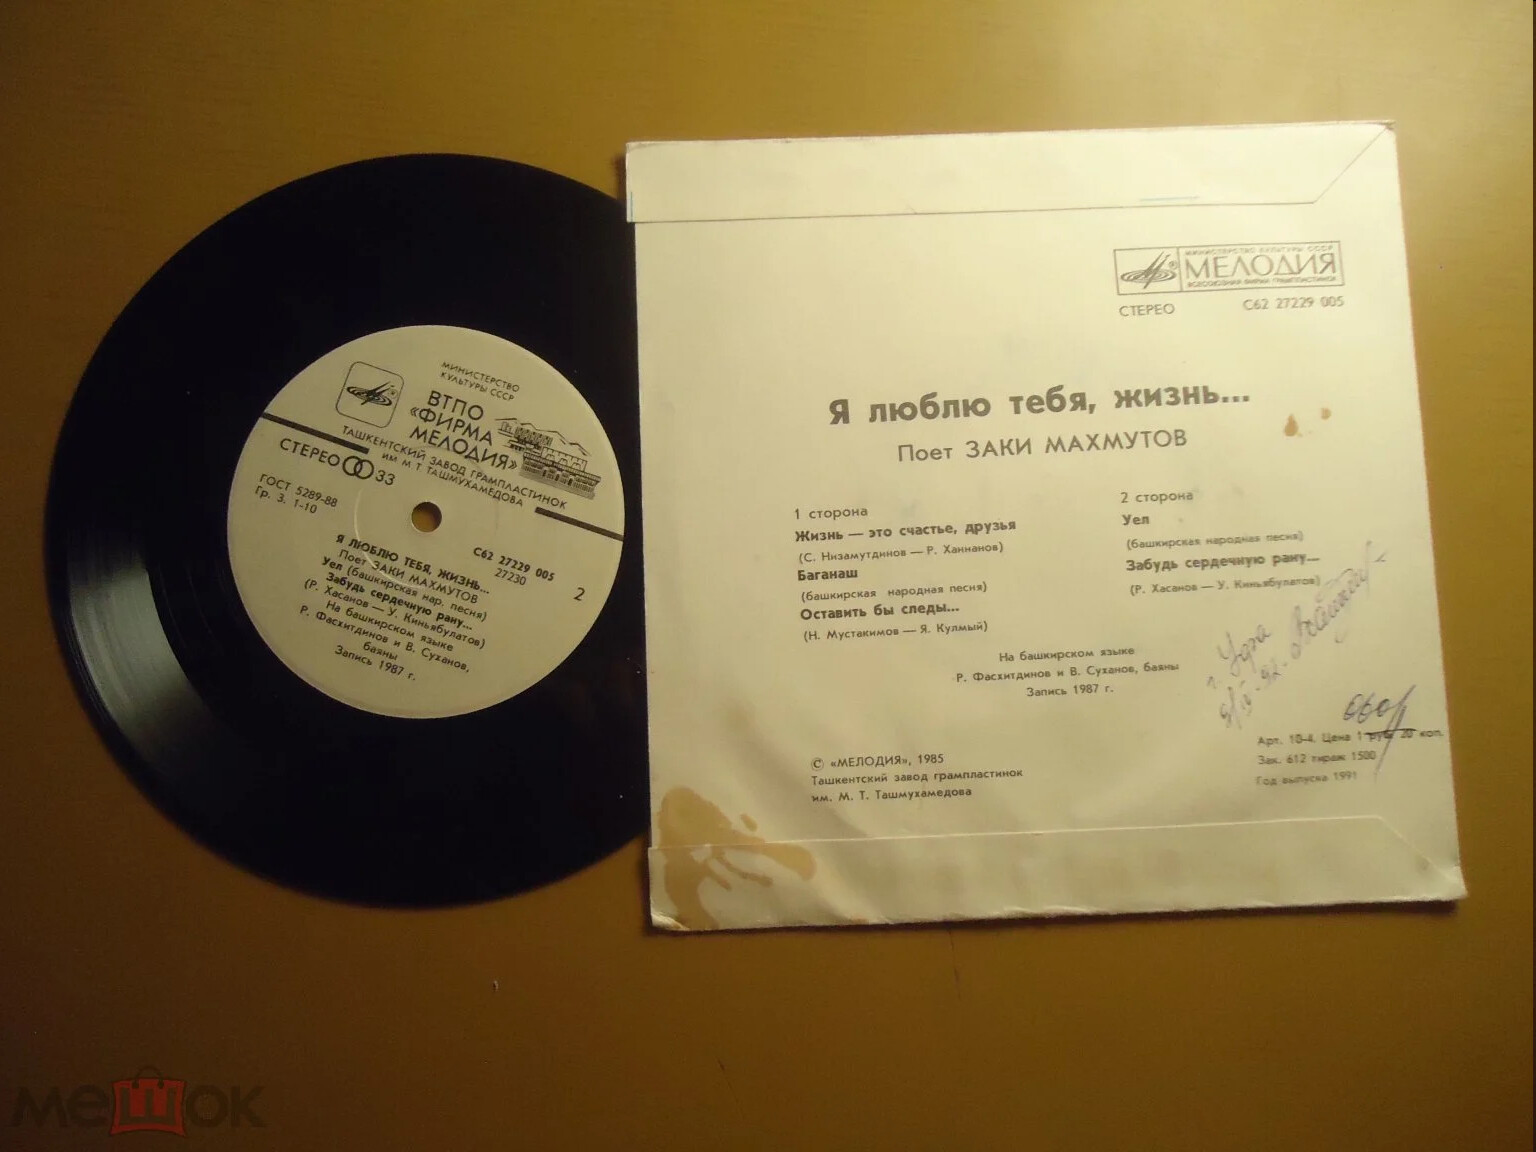 МИНИСТЕРСТВО
КУЛЬТУРЫ СССР
ВТПО
«ФИРМА
МЕЛОДИЯ»
ТАШКЕНТСКИЙ ЗАВОД ГРАМПЛАСТИНОК
ИМ М Т ТАШМУХАМЕДОВА
СТЕРЕО 33
ГОСТ 5289-88
Гр. 3. 1-10
С62 27229 005
27230
2
Я ЛЮБЛЮ ТЕБЯ, ЖИЗНЬ...
Поет ЗАКИ МАХМУТОВ
Уел (башкирская нар. песня)
Забудь сердечную рану...
(Р. Хасанов — У. Киньябулатов)
На башкирском языке
Р. Фасхитдинов и В. Суханов,
баяны
Запись 1987 г.
МИНИСТЕРСТВО КУЛЬТУРЫ СССР
МЕЛОДИЯ
ВСЕСОЮЗНАЯ ФИРМА ГРАМПЛАСТИНОК
СТЕРЕО С62 27229 005
Я люблю тебя, жизнь...
Поет ЗАКИ МАХМУТОВ
1 сторона
Жизнь — это счастье, друзья
(С. Низамутдинов — Р. Ханнанов)
Баганаш
(башкирская народная песня)
Оставить бы следы...
(Н. Мустакимов — Я. Кулмый)
2 сторона
Уел
(башкирская народная песня)
Забудь сердечную рану...
(Р. Хасанов — У. Киньябулатов)
На башкирском языке
Р. Фасхитдинов и В. Суханов, баяны
Запись 1987 г.
г. Уфа
© «МЕЛОДИЯ», 1985
Ташкентский завод грампластинок
им. М. Т. Ташмухамедова
Арт. 10-4. Цена 1 руб. 20 коп.
Зак. 612 тираж 1500
Год выпуска 1991
мешок